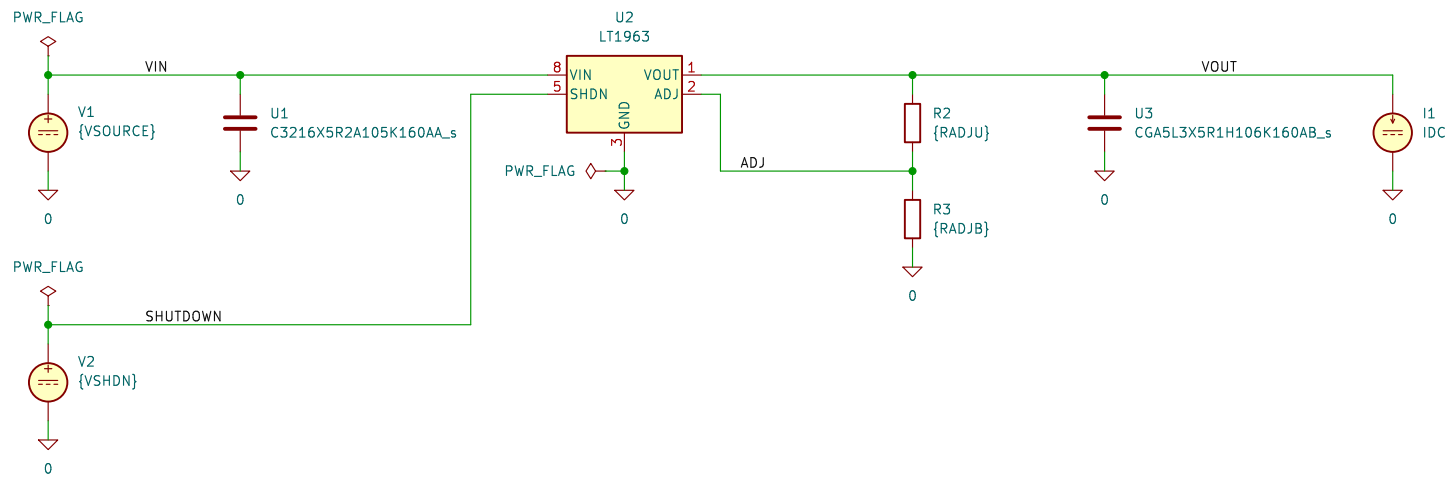 PWR_FLAG
U2
LT1963
VIN
8
VIN
VOUT
1
VOUT
5
SHDN
ADJ
2
GND
3
V1
{VSOURCE}
U1
C3216X5R2A105K160AA_s
R2
{RADJU}
U3
CGA5L3X5R1H106K160AB_s
I1
IDC
PWR_FLAG
ADJ
0
0
0
0
0
R3
{RADJB}
PWR_FLAG
0
SHUTDOWN
V2
{VSHDN}
0